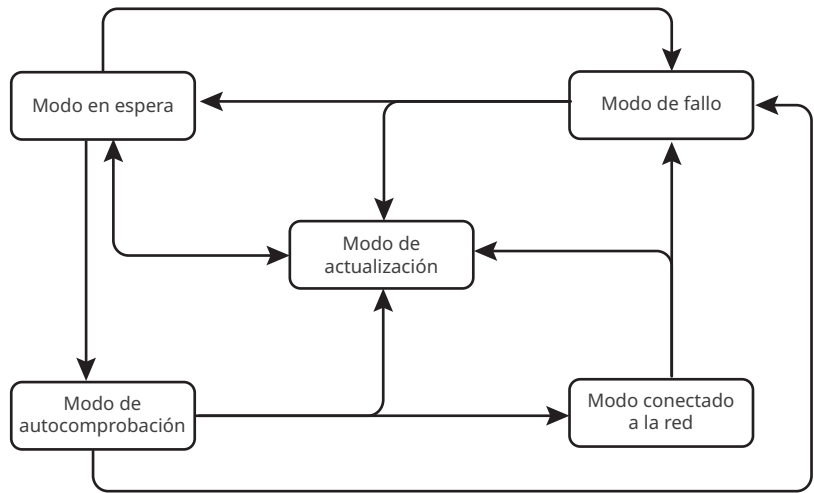 Modo en espera
Modo de fallo
Modo de
actualización
Modo de
autocomprobación
Modo conectado
a la red